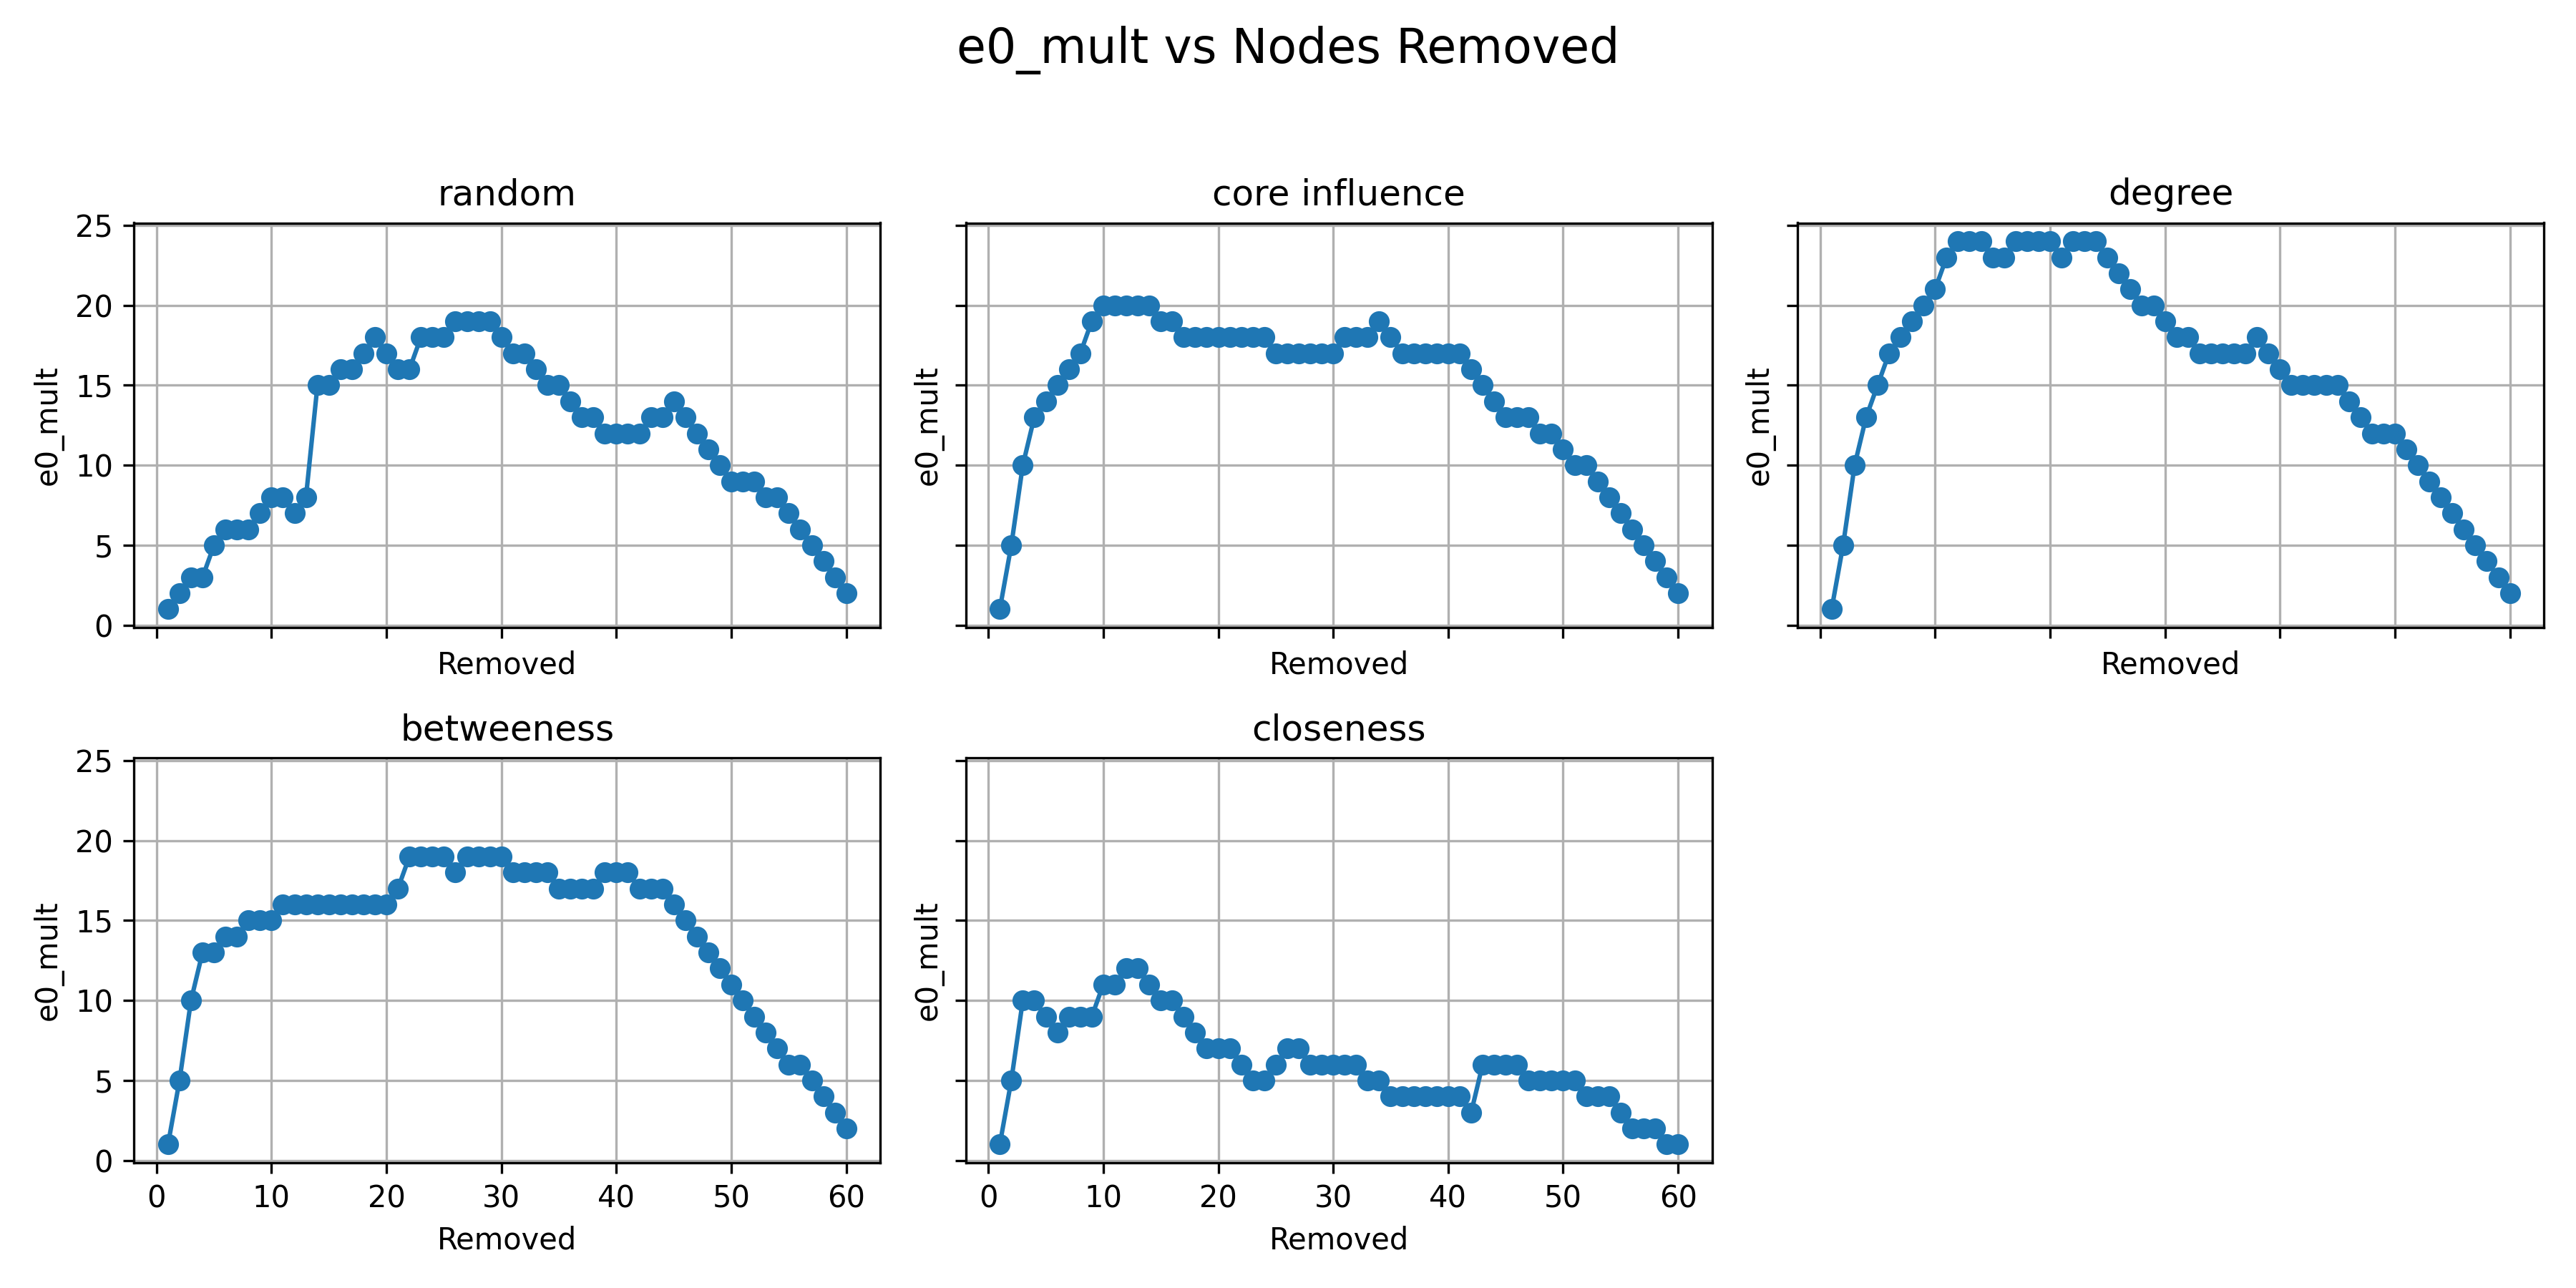 e0_mult vs Nodes Removed
random
core influence
degree
25
20
15
10
5
0
e0_mult
e0_mult
e0_mult
Removed
Removed
Removed
betweeness
closeness
25
20
15
10
5
0
e0_mult
e0_mult
0 10 20 30 40 50 60
0 10 20 30 40 50 60
Removed
Removed